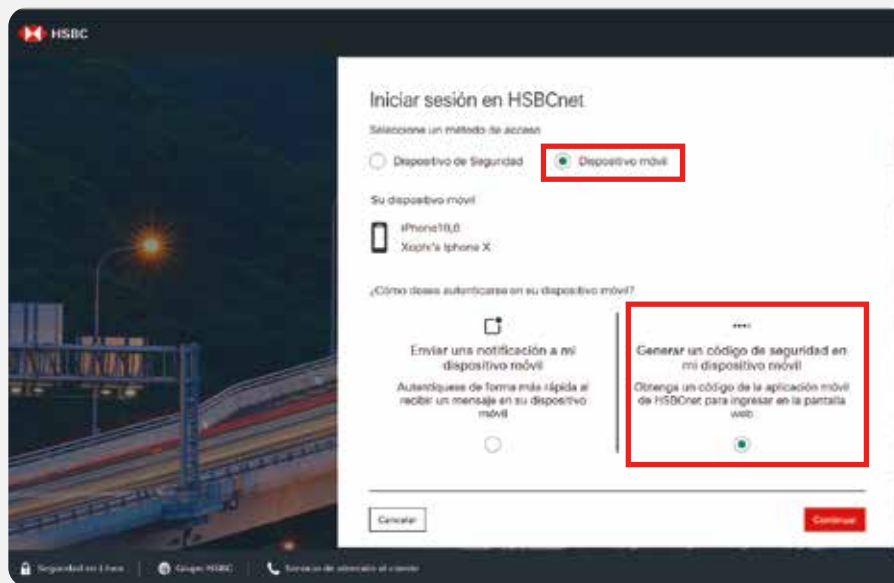 HSBC
Iniciar sesión en HSBCnet
Seleccione un método de acceso
Dispositivo de Seguridad
Dispositivo móvil
Su dispositivo móvil
iPhone10,6
Xophi's Iphone X
¿Cómo desea autenticarse en su dispositivo móvil?
Enviar una notificación a mi
dispositivo móvil
Autentíquese de forma más rápida al
recibir un mensaje en su dispositivo
móvil
Generar un código de seguridad en
mi dispositivo móvil
Obtenga un código de la aplicación móvil
de HSBCnet para ingresar en la pantalla
web
Cancelar
Continuar
Seguridad en Línea
Grupo HSBC
Servicio de atención al cliente